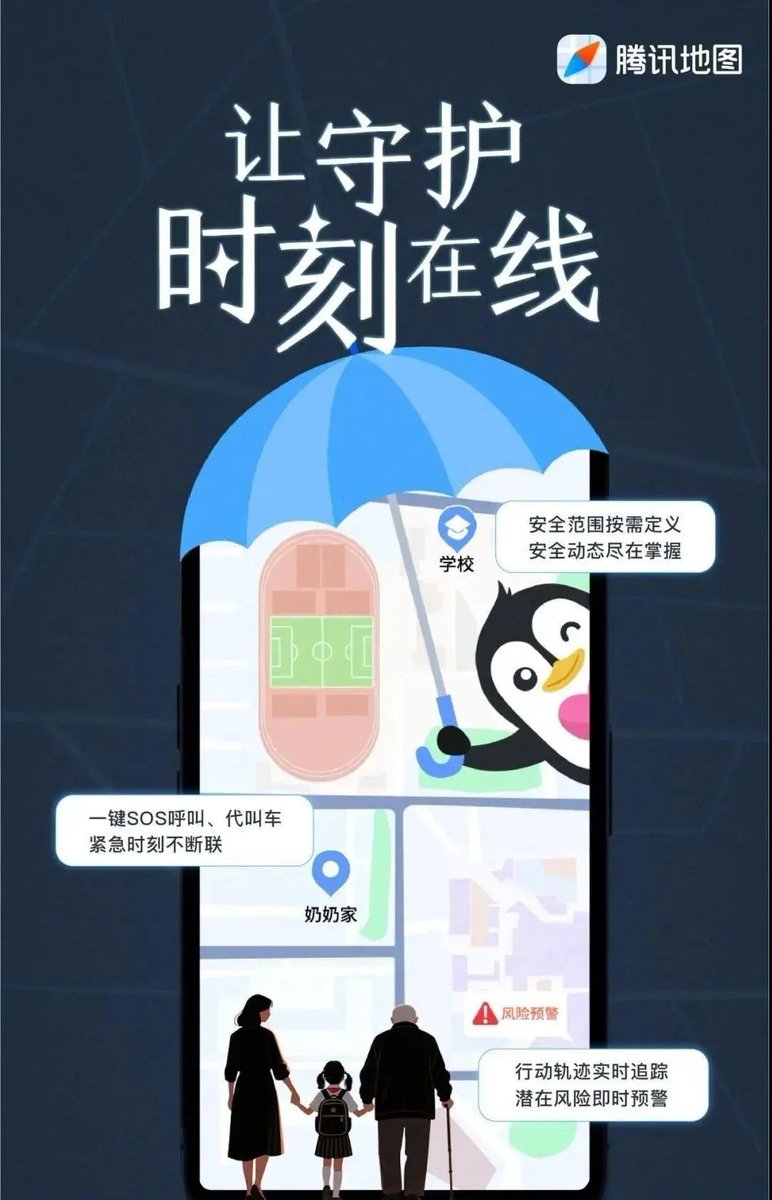 腾讯地图
让守护
时刻在线
安全范围按需定义
安全动态尽在掌握
学校
一键SOS呼叫、代叫车
紧急时刻不断联
奶奶家
风险预警
行动轨迹实时追踪
潜在风险即时预警